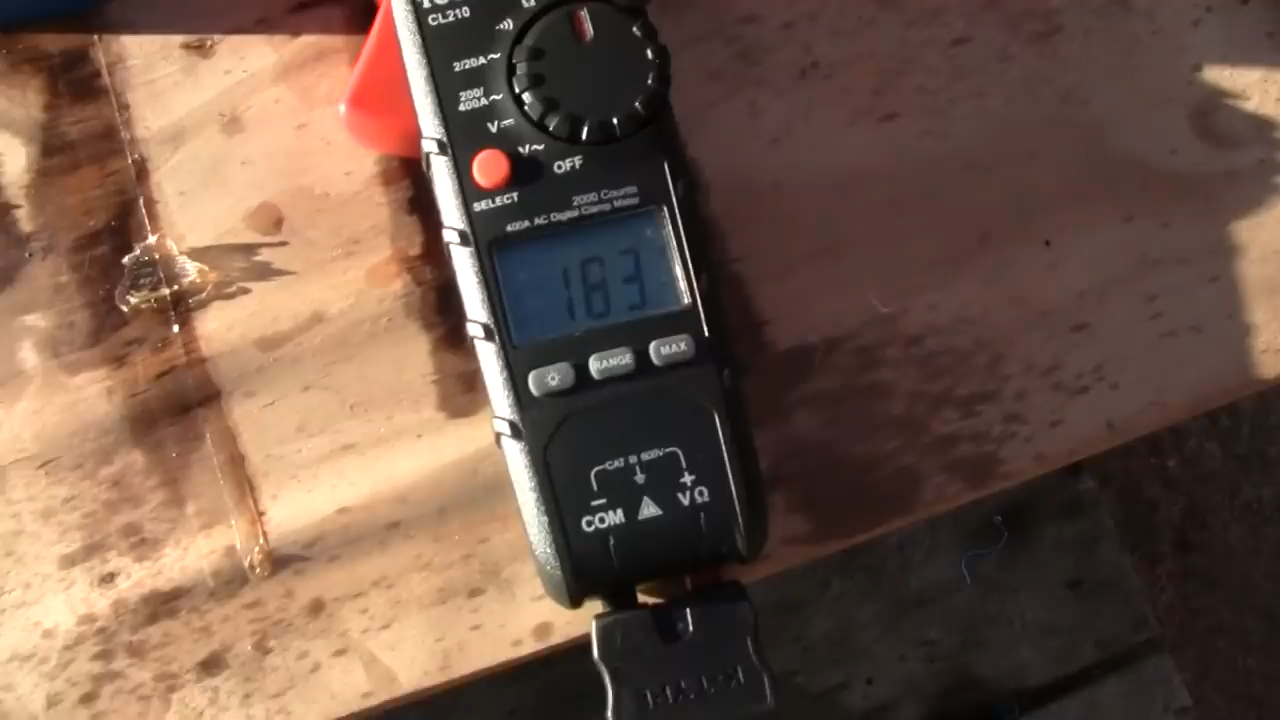 CL210
Ω
2/20A~
200/
400A~
V⎓
V~
OFF
SELECT
2000 Counts
400A AC Digital Clamp Meter
183
RANGE
MAX
CAT III 600V
− +
COM VΩ
K-TYPE